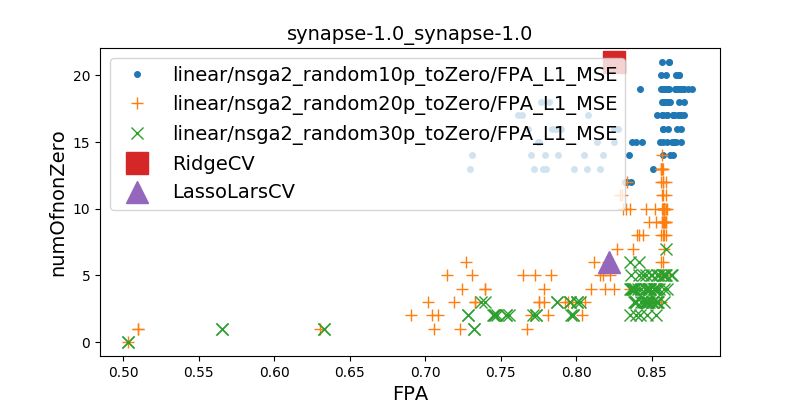 synapse-1.0_synapse-1.0
linear/nsga2_random10p_toZero/FPA_L1_MSE
linear/nsga2_random20p_toZero/FPA_L1_MSE
linear/nsga2_random30p_toZero/FPA_L1_MSE
RidgeCV
LassoLarsCV
numOfnonZero
20
15
10
5
0
0.50 0.55 0.60 0.65 0.70 0.75 0.80 0.85
FPA